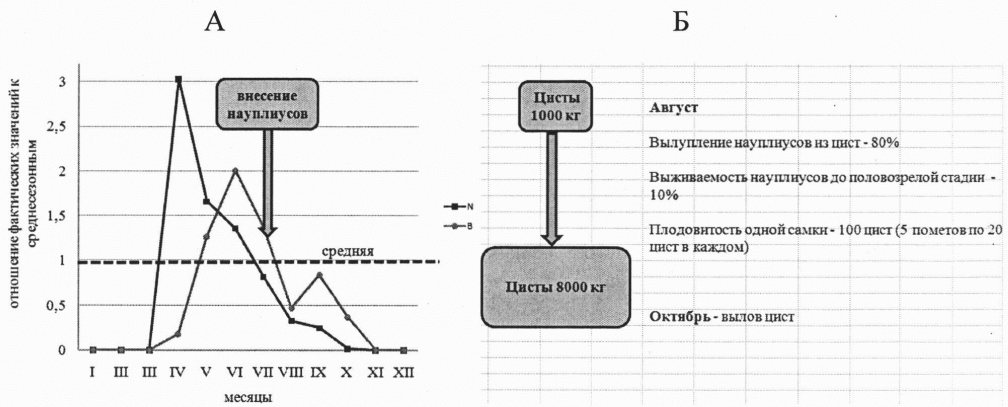 А
Б
отношение фактических значений к
среднесезонным
3
2,5
2
1,5
1
0,5
0
внесение
науплиусов
средняя
I III III IV V VI VII VIII IX X XI XII
месяцы
N
B
Цисты
1000 кг
Август
Вылупление науплиусов из цист - 80%
Выживаемость науплиусов до половозрелой стадии -
10%
Плодовитость одной самки - 100 цист (5 пометов по 20
цист в каждом)
Цисты 8000 кг
Октябрь - вылов цист